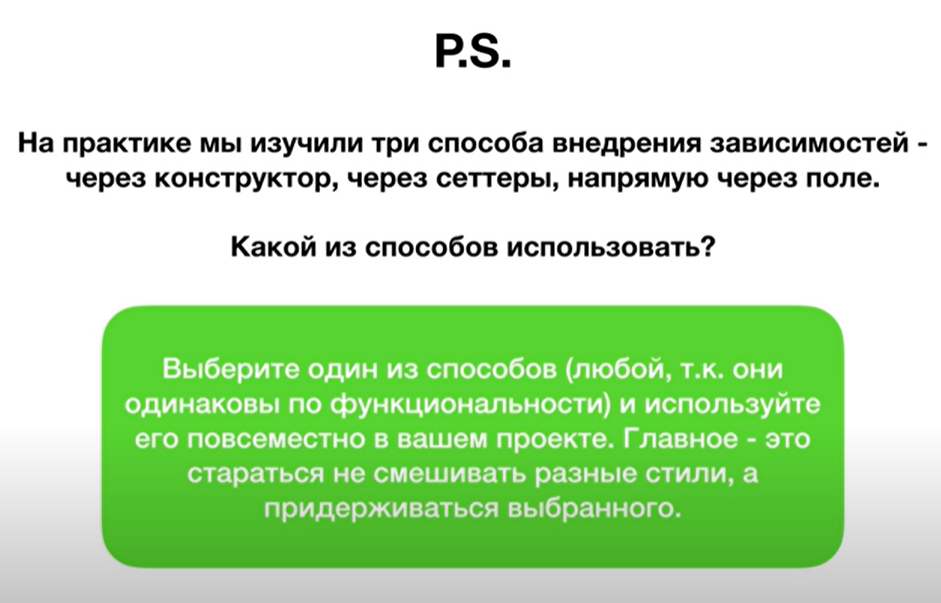 P.S.
На практике мы изучили три способа внедрения зависимостей -
через конструктор, через сеттеры, напрямую через поле.
Какой из способов использовать?
Выберите один из способов (любой, т.к. они
одинаковы по функциональности) и используйте
его повсеместно в вашем проекте. Главное - это
стараться не смешивать разные стили, а
придерживаться выбранного.